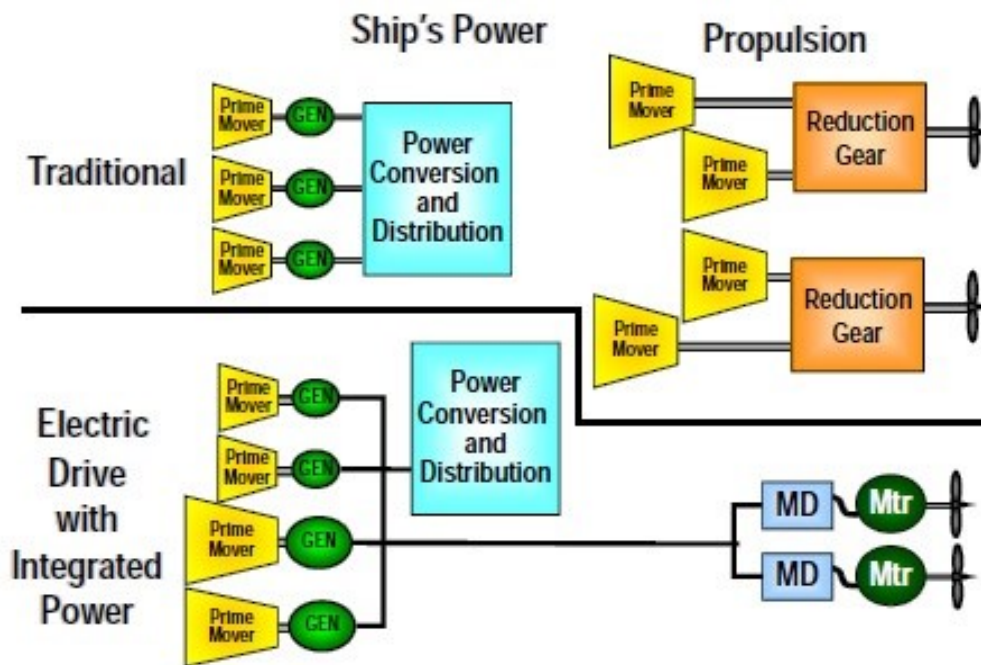 Ship's Power
Propulsion
Traditional
Prime
Mover
GEN
Prime
Mover
GEN
Prime
Mover
GEN
Power
Conversion
and
Distribution
Prime
Mover
Prime
Mover
Reduction
Gear
Prime
Mover
Prime
Mover
Reduction
Gear
Electric
Drive
with
Integrated
Power
Prime
Mover
GEN
Prime
Mover
GEN
Prime
Mover
GEN
Prime
Mover
GEN
Power
Conversion
and
Distribution
MD
Mtr
MD
Mtr